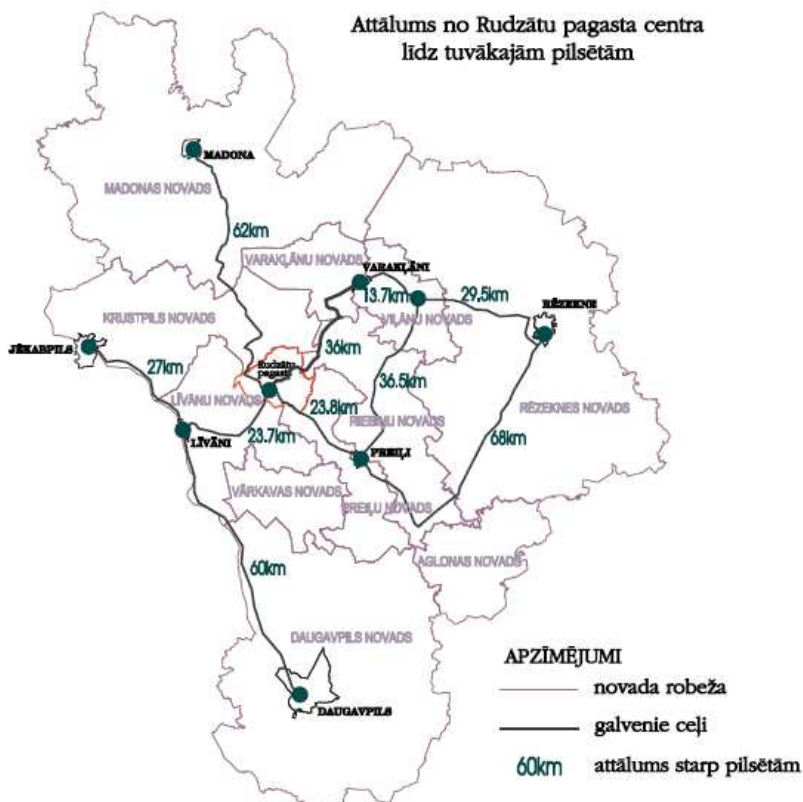 Attālums no Rudzātu pagasta centra
līdz tuvākajām pilsētām
MADONA
MADONAS NOVADS
62km
VARAKĻĀNU NOVADS
VARAKĻĀNI
13.7km
29,5km
RĒZEKNE
VIĻĀNU NOVADS
KRUSTPILS NOVADS
JĒKABPILS
27km
36km
Rudzātu
pagasts
36.5km
LĪVĀNU NOVADS
23.8km
RIEBIŅU NOVADS
RĒZEKNES NOVADS
LĪVĀNI
23.7km
68km
PREIĻI
VĀRKAVAS NOVADS
PREIĻU NOVADS
AGLONAS NOVADS
60km
DAUGAVPILS NOVADS
DAUGAVPILS
APZĪMĒJUMI
novada robeža
galvenie ceļi
60km attālums starp pilsētām